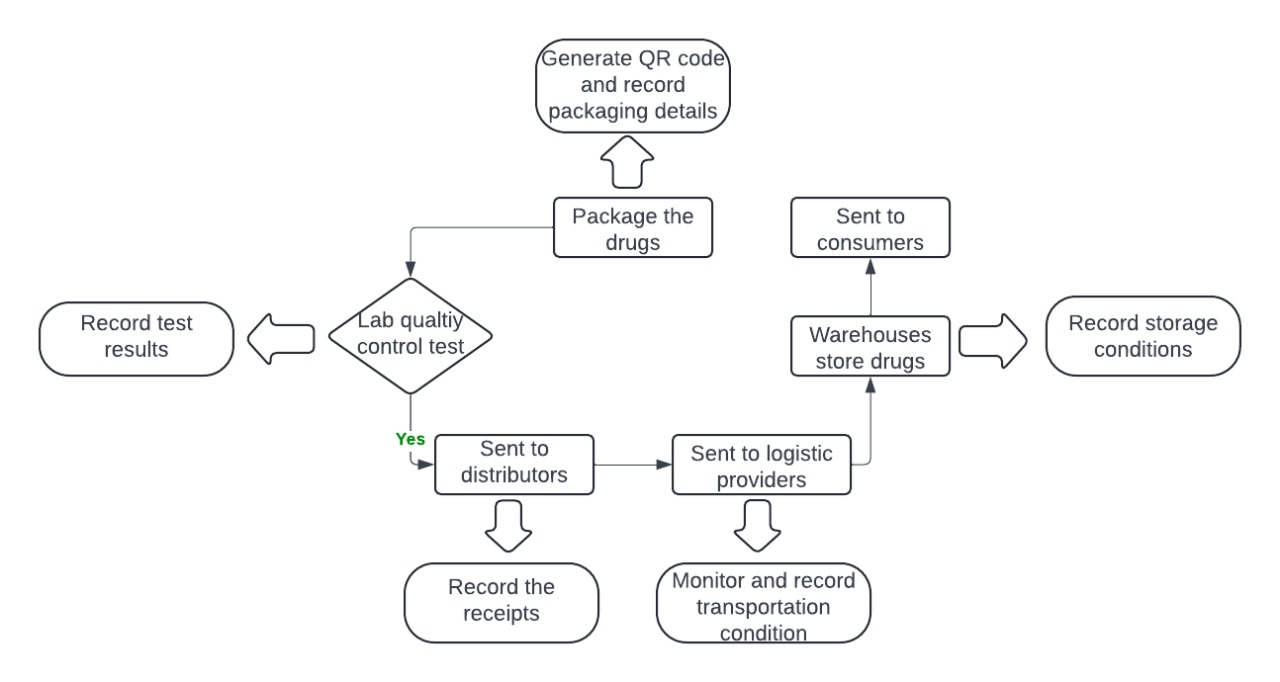 Generate QR code
and record
packaging details
Package the
drugs
Sent to
consumers
Record test
results
Lab qualtiy
control test
Warehouses
store drugs
Record storage
conditions
Yes
Sent to
distributors
Sent to logistic
providers
Record the
receipts
Monitor and record
transportation
condition